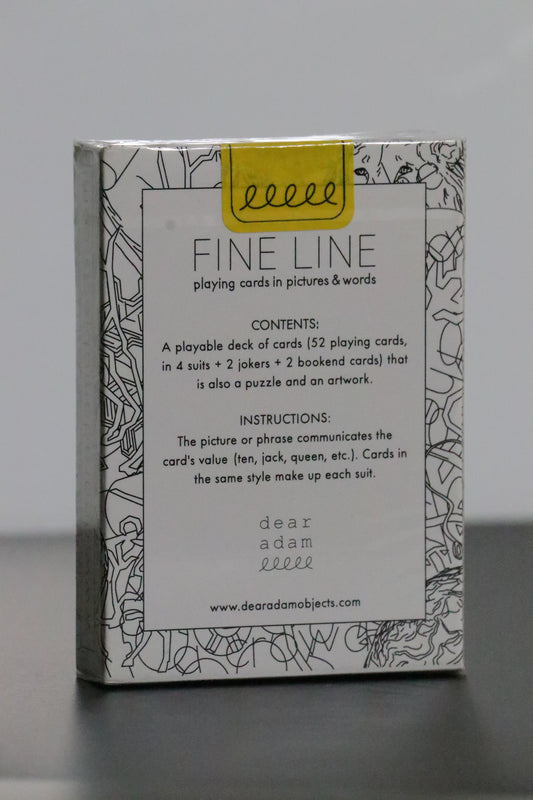 FINE LINE
playing cards in pictures & words
CONTENTS:
A playable deck of cards (52 playing cards,
in 4 suits + 2 jokers + 2 bookend cards) that
is also a puzzle and an artwork.
INSTRUCTIONS:
The picture or phrase communicates the
card's value (ten, jack, queen, etc.). Cards in
the same style make up each suit.
dear
adam
www.dearadamobjects.com